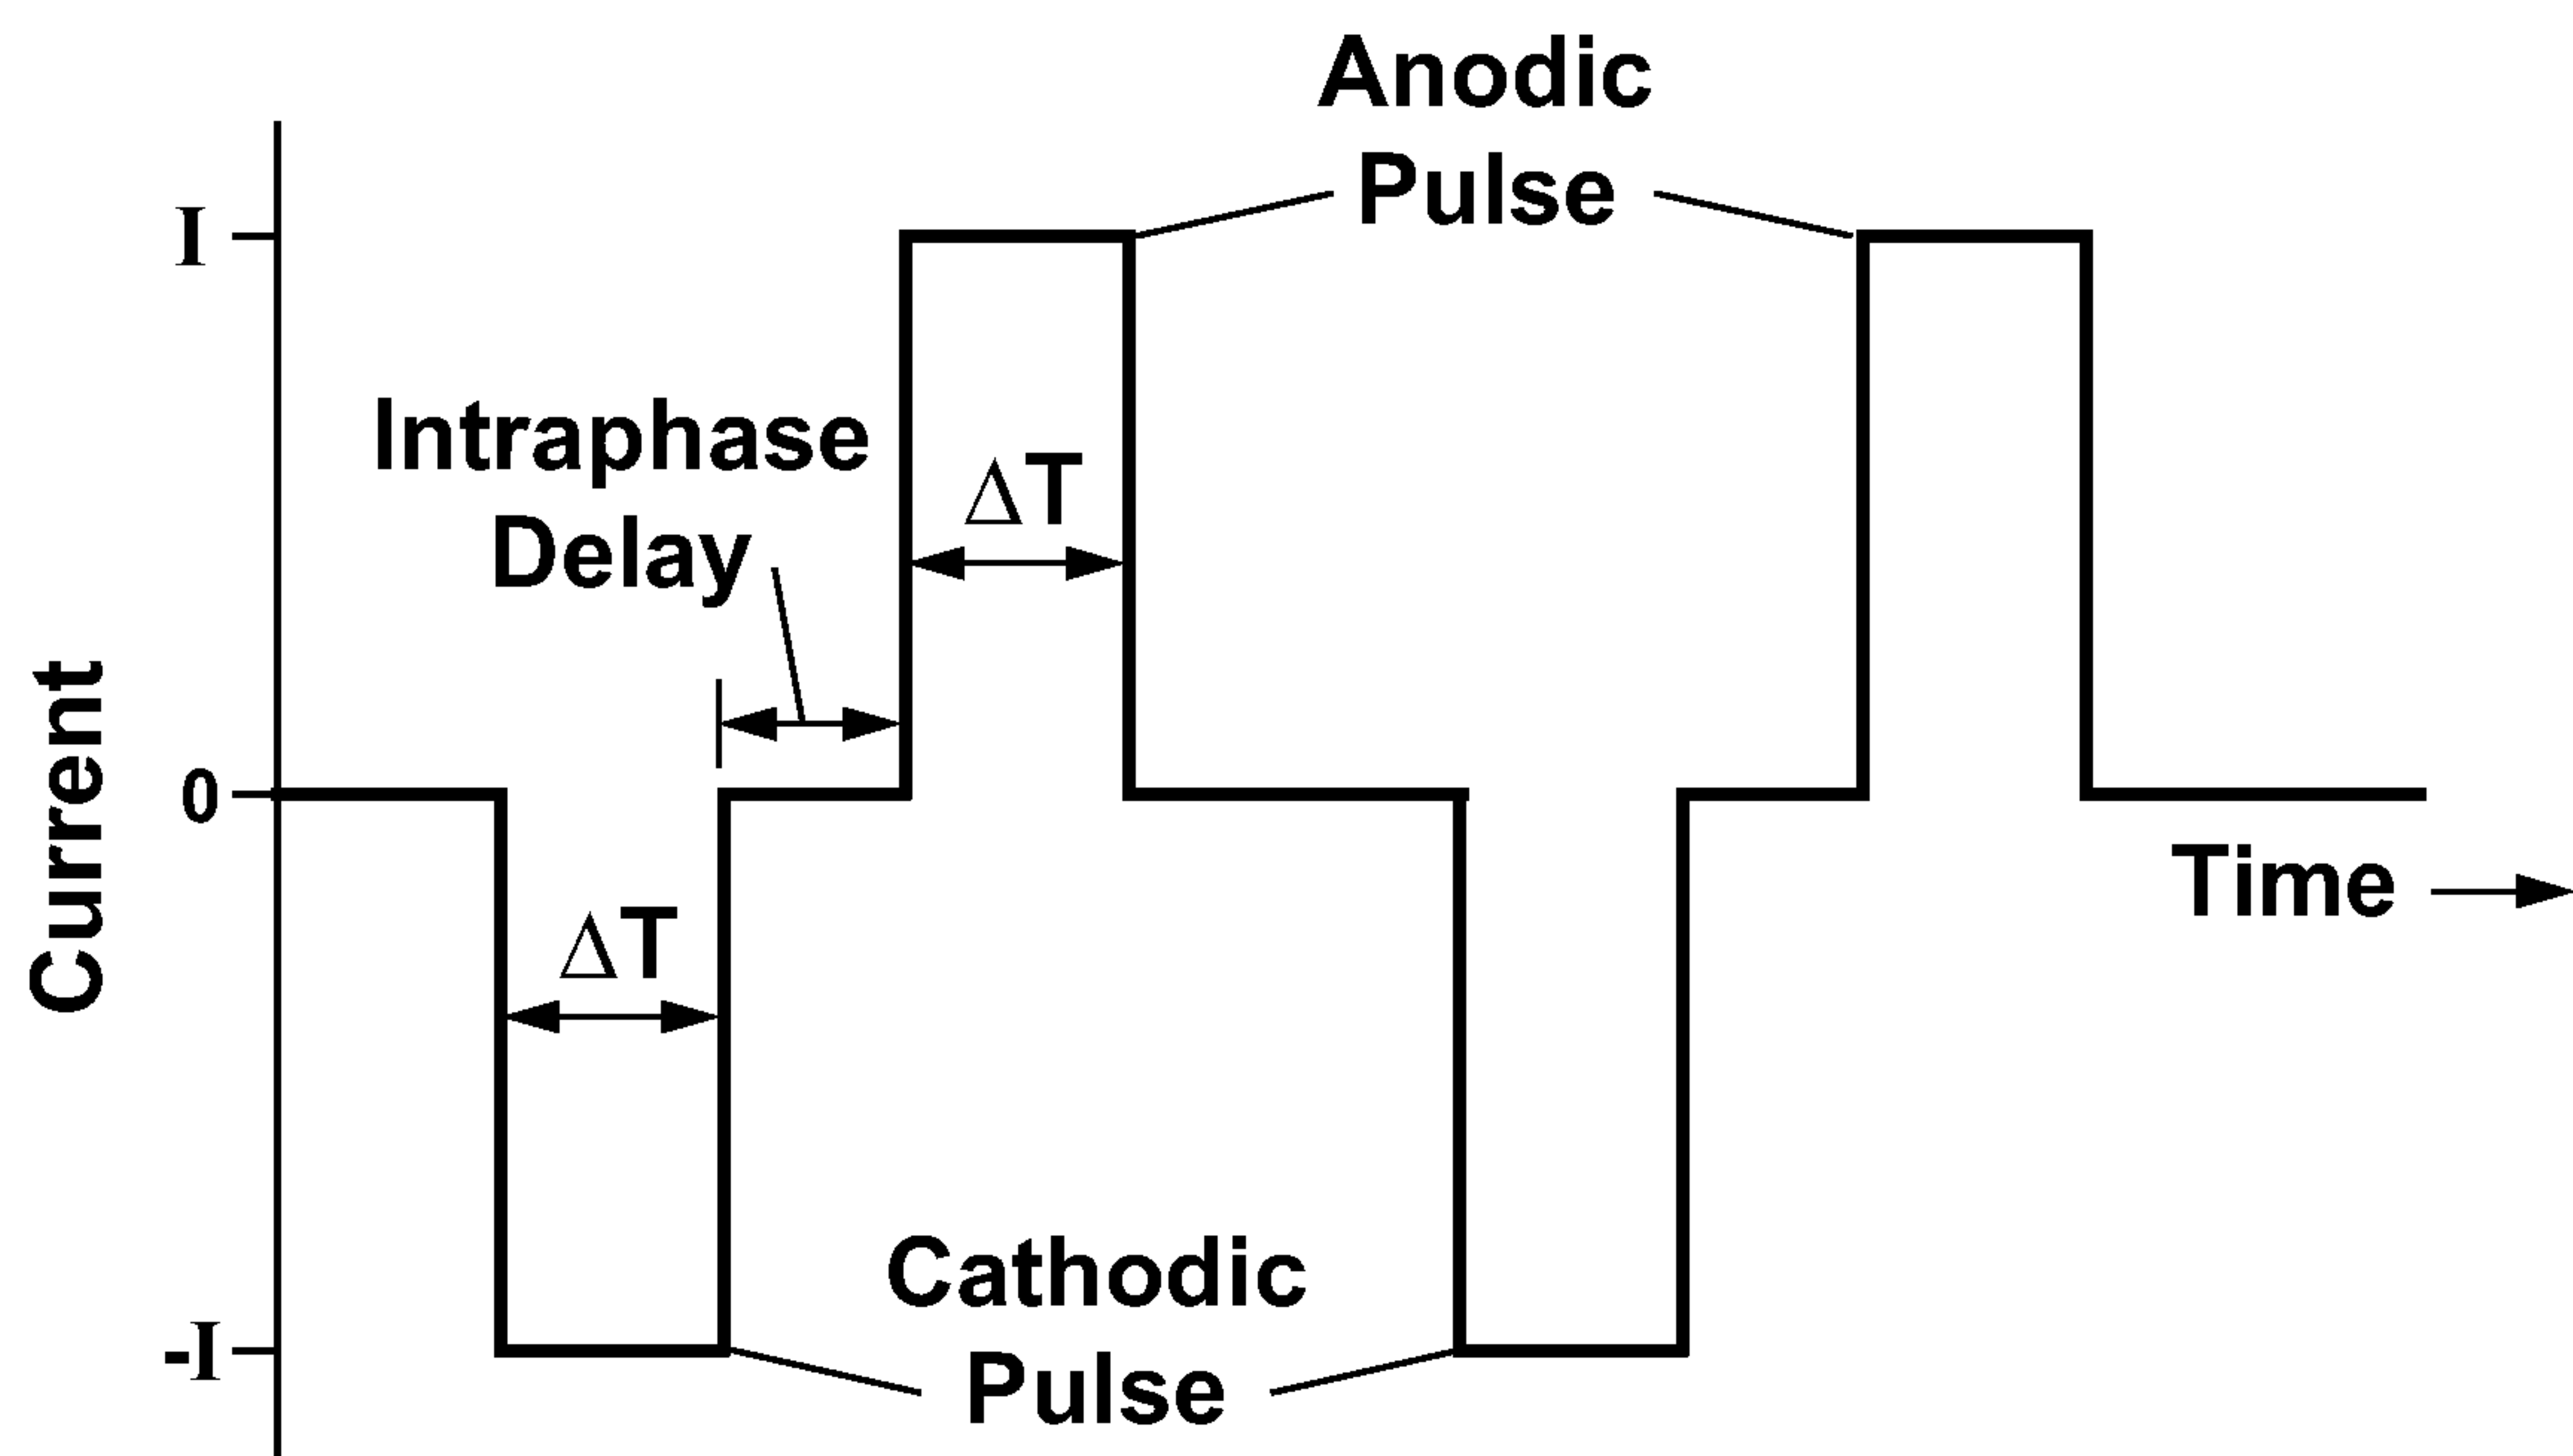 Anodic
Pulse
I
Intraphase
Delay
ΔT
Current
0
Time
ΔT
Cathodic
Pulse
-I